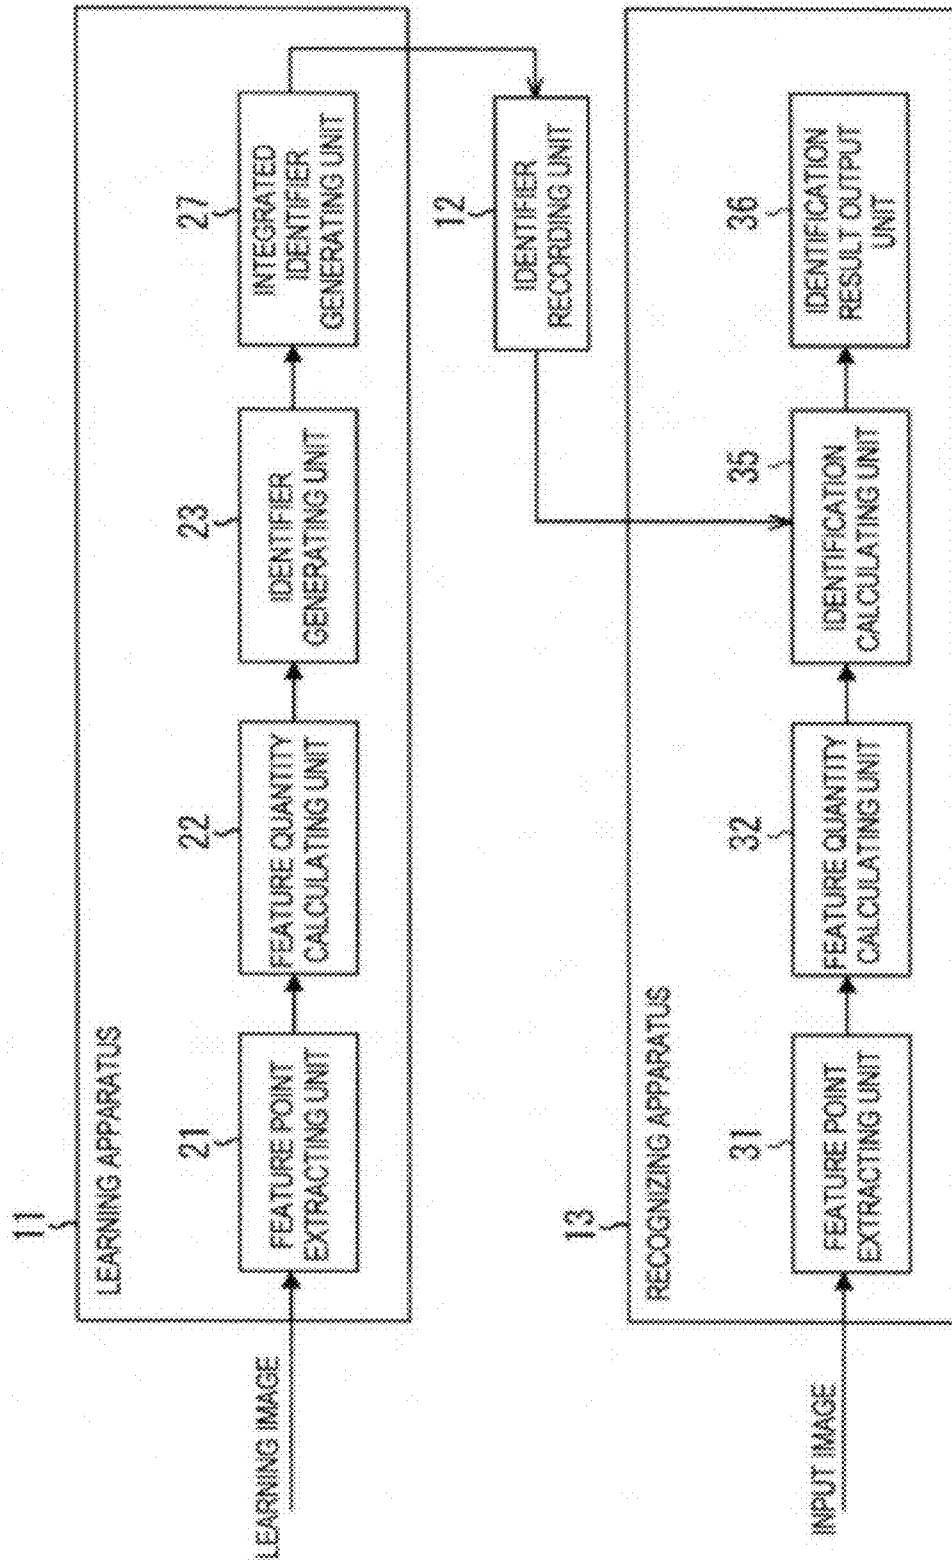 11
LEARNING APPARATUS
LEARNING IMAGE
21
FEATURE POINT
EXTRACTING UNIT
22
FEATURE QUANTITY
CALCULATING UNIT
23
IDENTIFIER
GENERATING UNIT
27
INTEGRATED
IDENTIFIER
GENERATING UNIT
12
IDENTIFIER
RECORDING UNIT
13
RECOGNIZING APPARATUS
INPUT IMAGE
31
FEATURE POINT
EXTRACTING UNIT
32
FEATURE QUANTITY
CALCULATING UNIT
35
IDENTIFICATION
CALCULATING UNIT
36
IDENTIFICATION
RESULT OUTPUT
UNIT